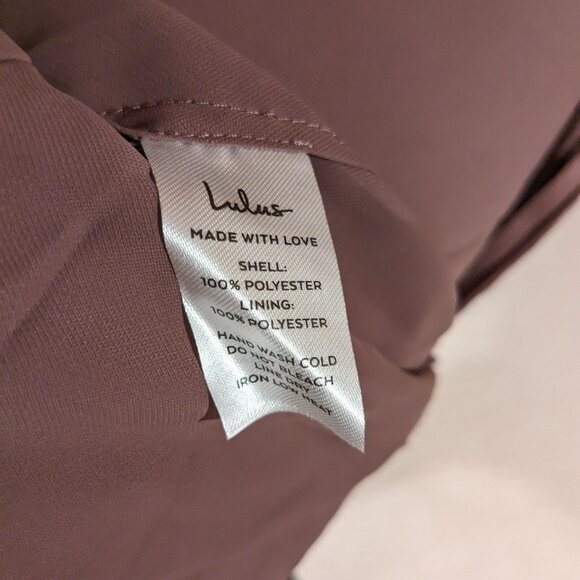 Lulus
MADE WITH LOVE
SHELL:
100% POLYESTER
LINING:
100% POLYESTER
HAND WASH COLD
DO NOT BLEACH
LINE DRY
IRON LOW HEAT